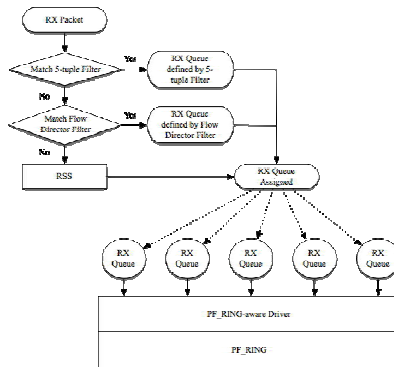 RX Packet
Match 5-tuple Filter
Yes
RX Queue
defined by 5-
tuple Filter
No
Match Flow
Director Filter
Yes
RX Queue
defined by Flow
Director Filter
No
RSS
RX Queue
Assigned
RX
Queue
RX
Queue
RX
Queue
RX
Queue
RX
Queue
PF_RING-aware Driver
PF_RING